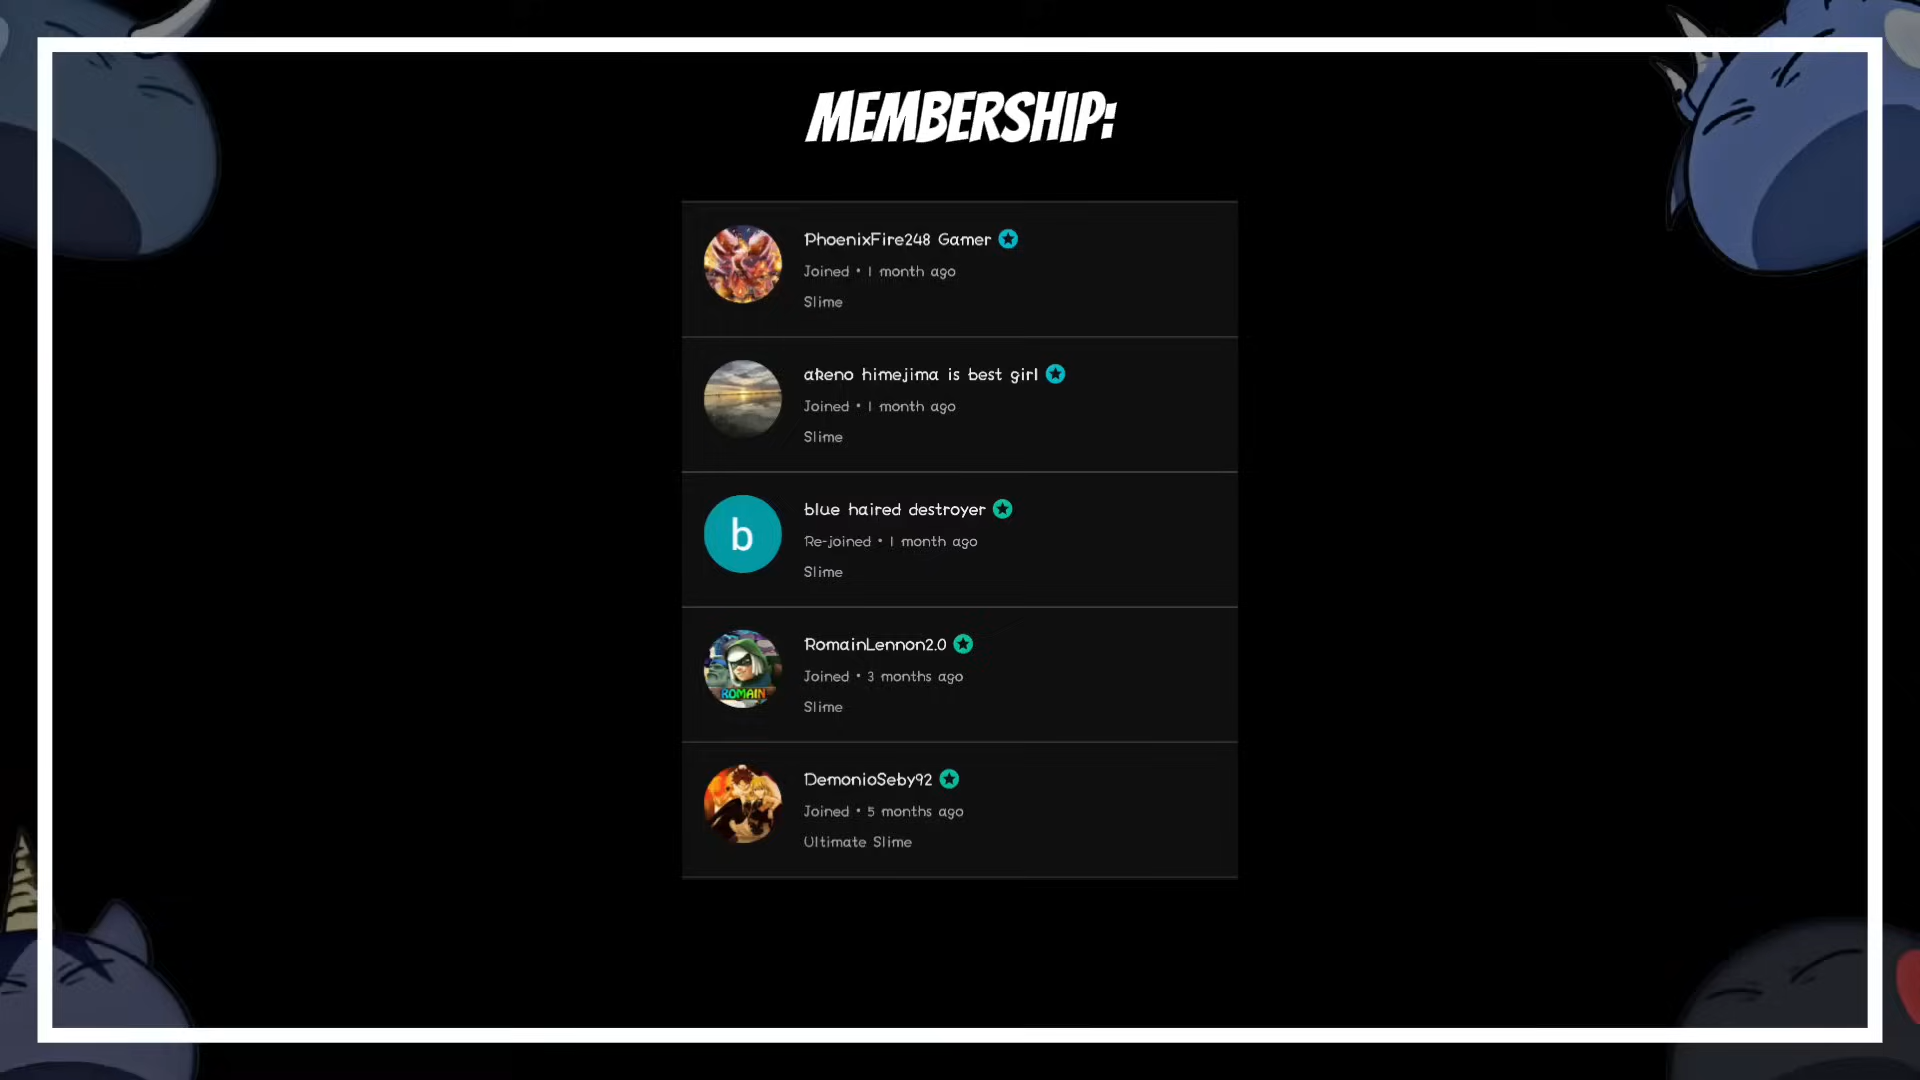 MEMBERSHIP:
PhoenixFire248 Gamer
Joined • 1 month ago
Slime
akeno himejima is best girl
Joined • 1 month ago
Slime
b
blue haired destroyer
Re-joined • 1 month ago
Slime
RomainLennon2.0
Joined • 3 months ago
ROMAIN
Slime
DemonioSeby92
Joined • 5 months ago
Ultimate Slime